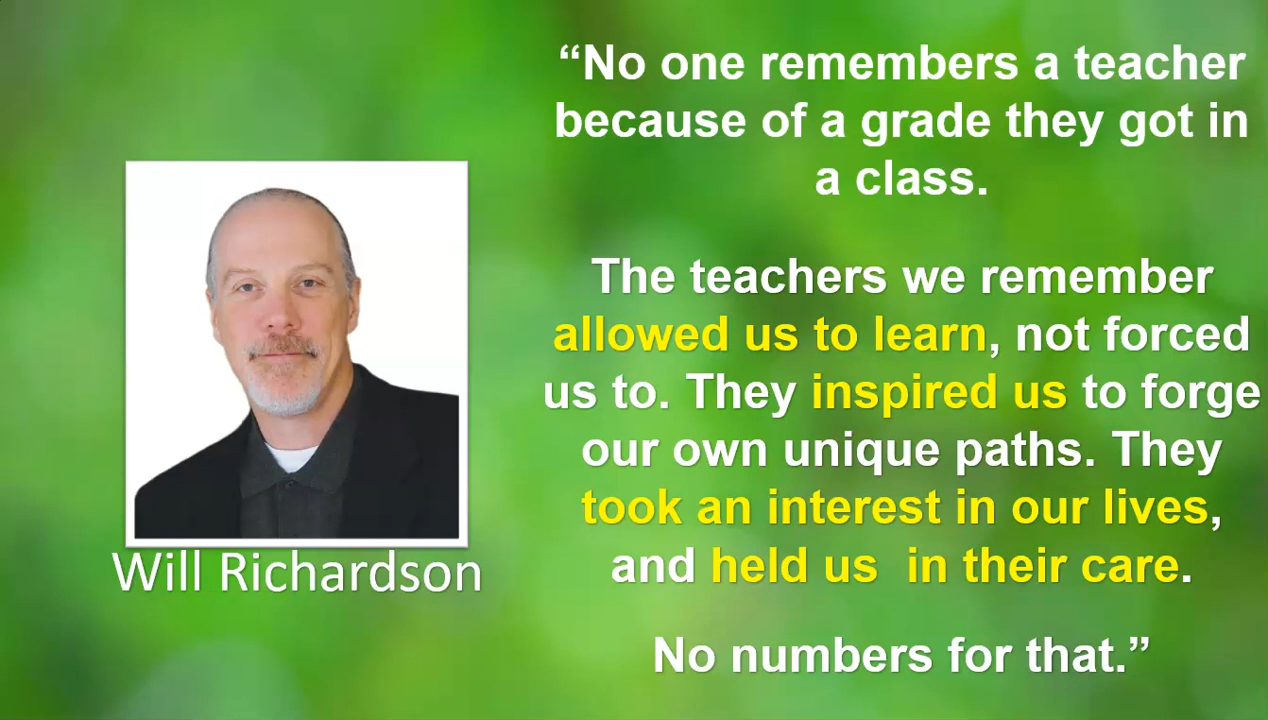 “No one remembers a teacher
because of a grade they got in
a class.
The teachers we remember
allowed us to learn, not forced
us to. They inspired us to forge
our own unique paths. They
took an interest in our lives,
and held us  in their care.
No numbers for that.”
Will Richardson